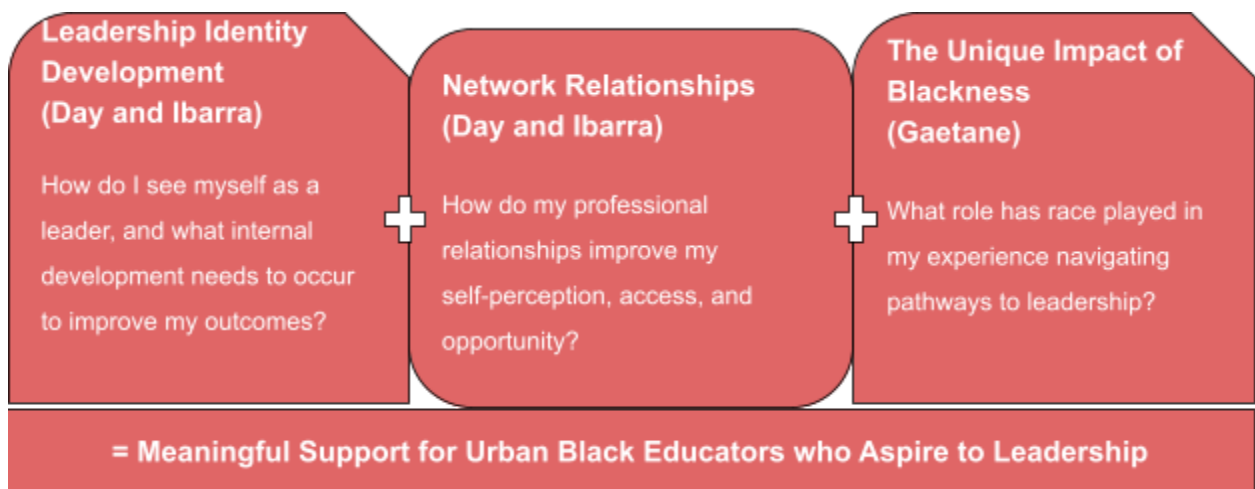 Leadership Identity
Development
(Day and Ibarra)
How do I see myself as a
leader, and what internal
development needs to occur
to improve my outcomes?
Network Relationships
(Day and Ibarra)
How do my professional
relationships improve my
self-perception, access, and
opportunity?
The Unique Impact of
Blackness
(Gaetane)
What role has race played in
my experience navigating
pathways to leadership?
= Meaningful Support for Urban Black Educators who Aspire to Leadership